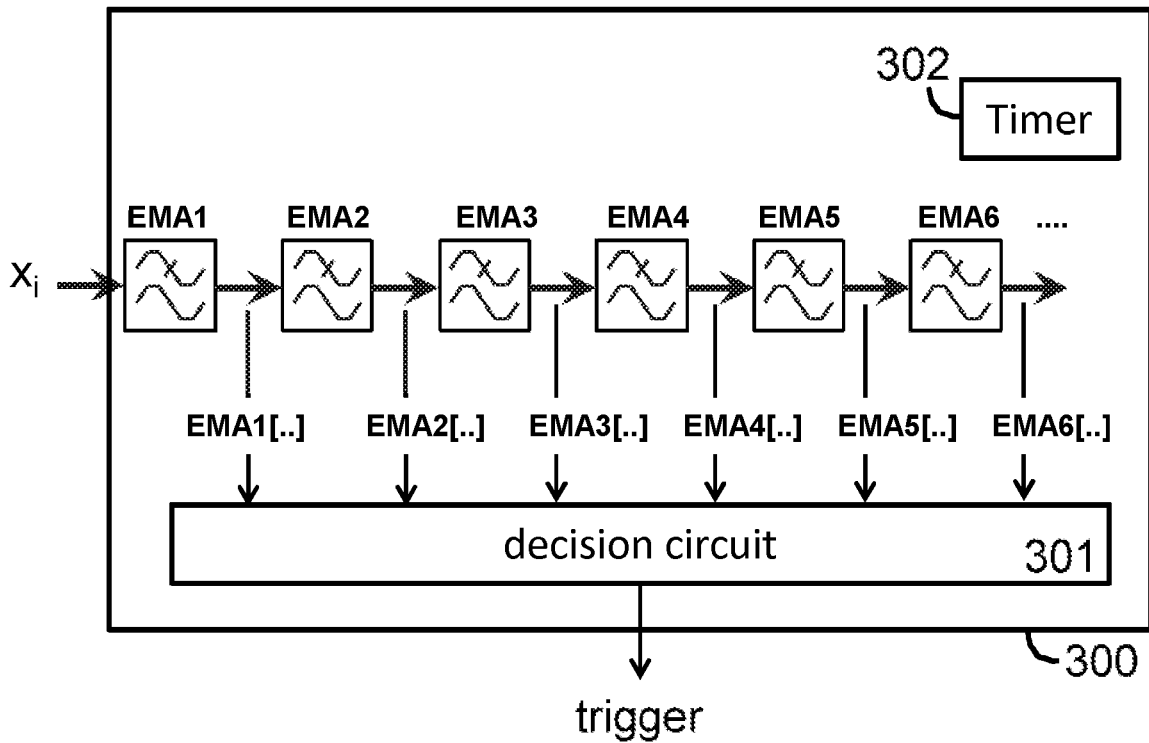 302
Timer
EMA1 EMA2 EMA3 EMA4 EMA5 EMA6 ....
xi
EMA1[..] EMA2[..] EMA3[..] EMA4[..] EMA5[..] EMA6[..]
decision circuit
301
300
trigger